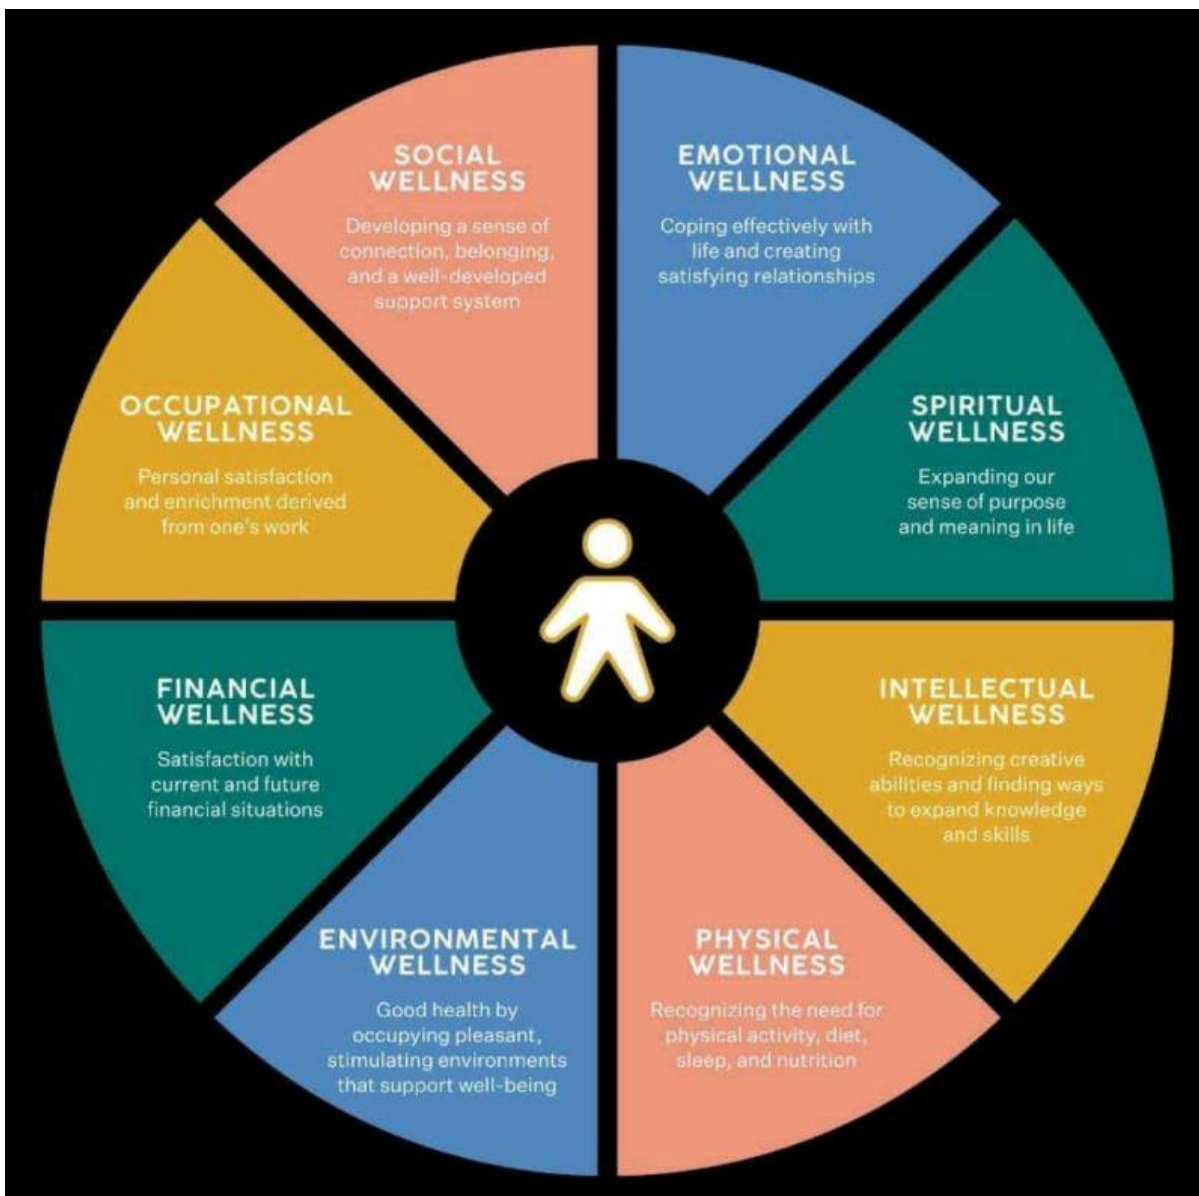 SOCIAL
WELLNESS
Developing a sense of
connection, belonging,
and a well-developed
support system
EMOTIONAL
WELLNESS
Coping effectively with
life and creating
satisfying relationships
SPIRITUAL
WELLNESS
Expanding our
sense of purpose
and meaning in life
INTELLECTUAL
WELLNESS
Recognizing creative
abilities and finding ways
to expand knowledge
and skills
PHYSICAL
WELLNESS
Recognizing the need for
physical activity, diet,
sleep, and nutrition
ENVIRONMENTAL
WELLNESS
Good health by
occupying pleasant,
stimulating environments
that support well-being
FINANCIAL
WELLNESS
Satisfaction with
current and future
financial situations
OCCUPATIONAL
WELLNESS
Personal satisfaction
and enrichment derived
from one's work